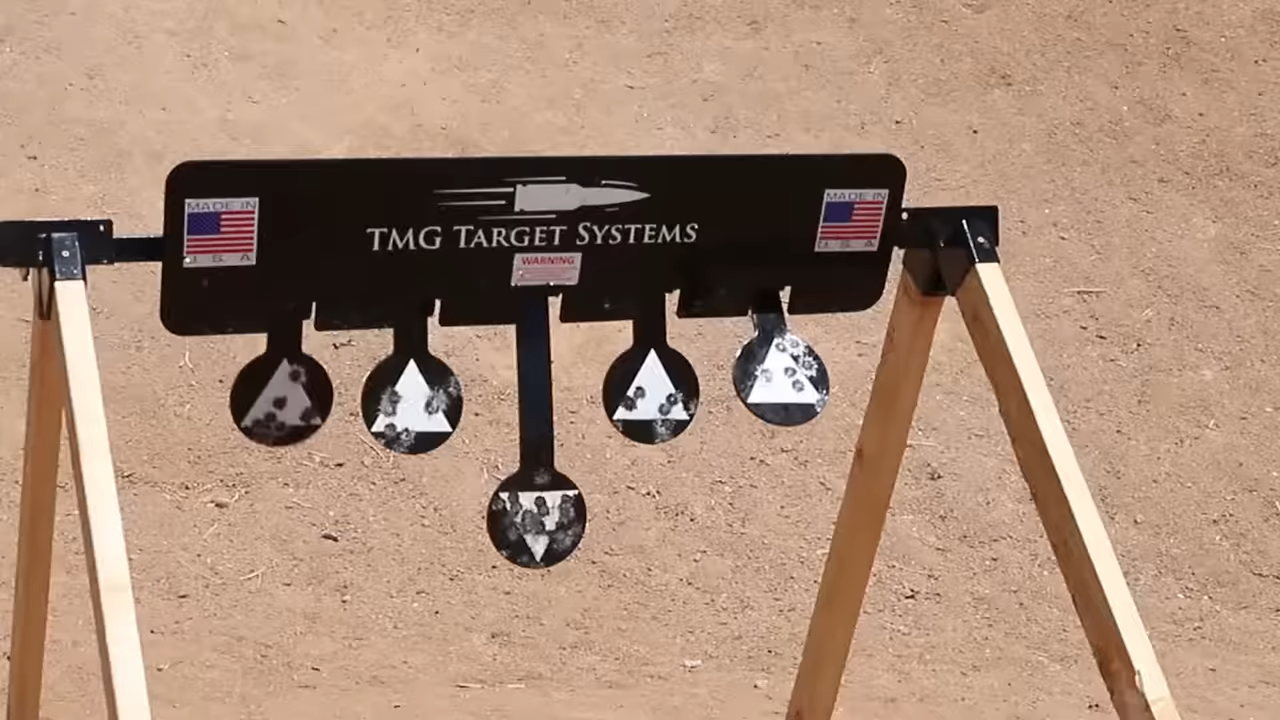 MADE IN
U. S. A
TMG TARGET SYSTEMS
WARNING
MADE IN
U. S. A